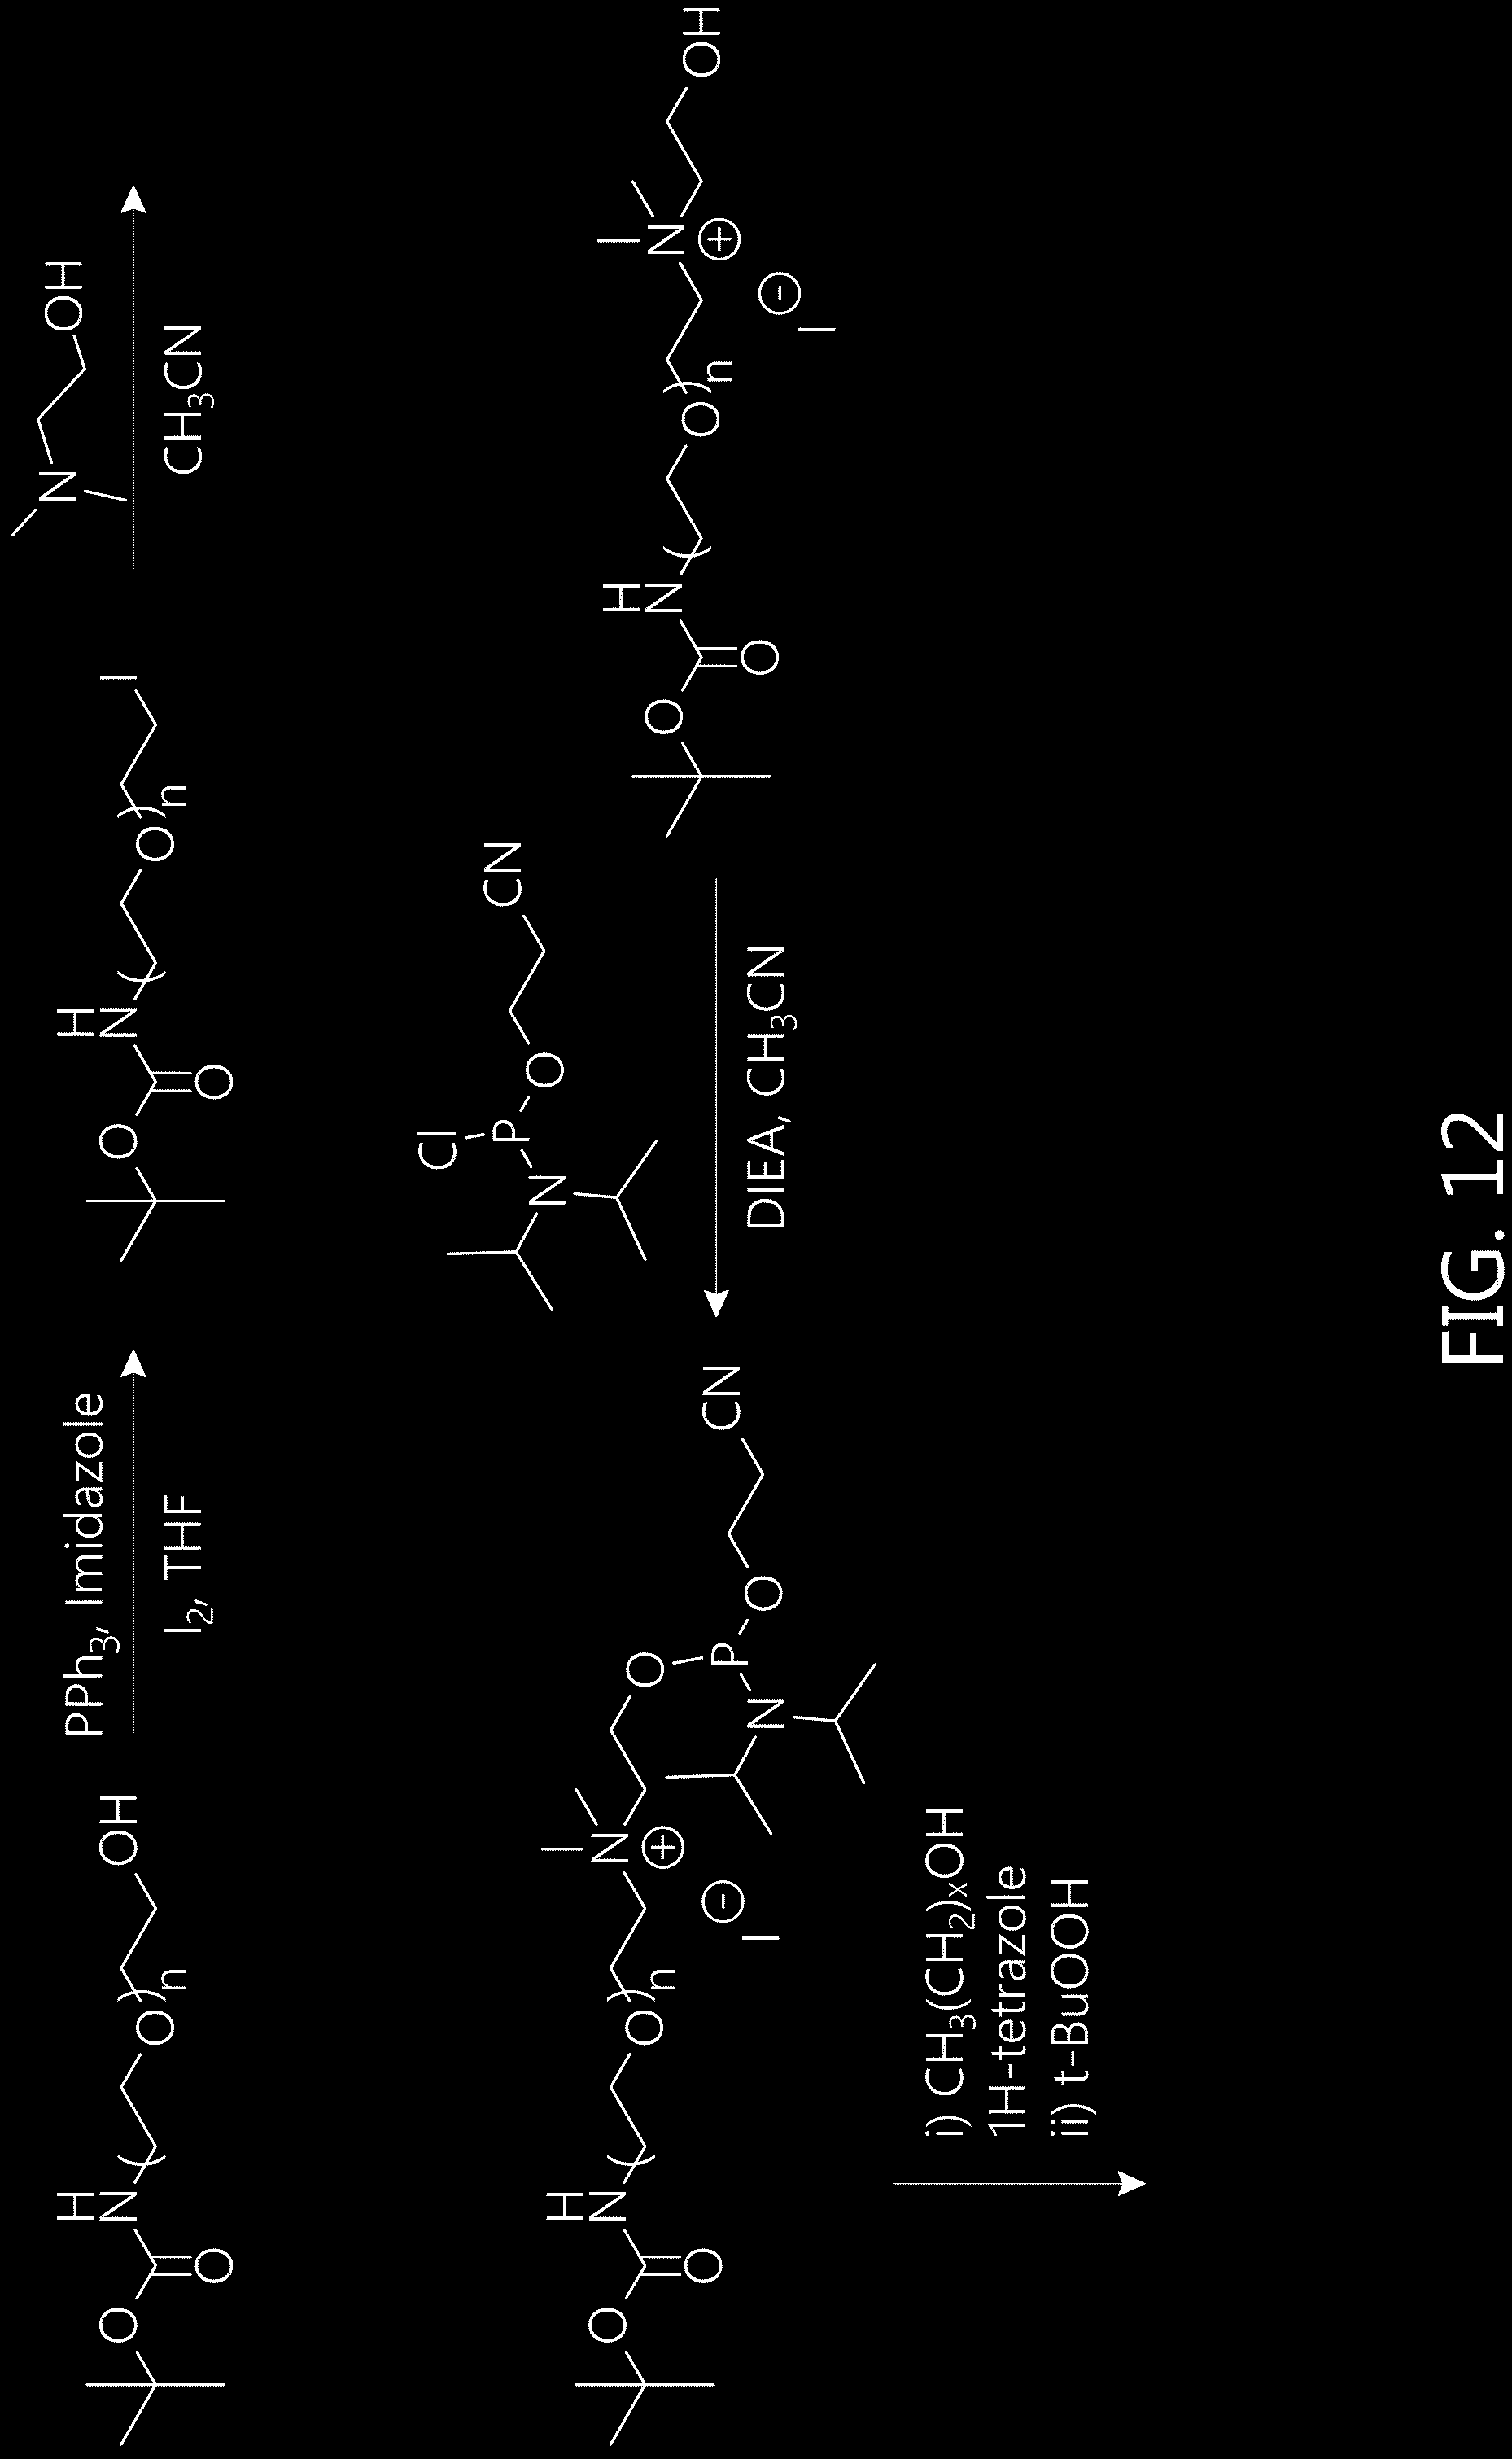 PPh3, Imidazole
I2, THF
N
OH
CH3CN
O
O
H
N
O
n
OH
O
O
H
N
O
n
I
Cl
P
N
O
CN
DIEA, CH3CN
O
O
H
N
O
n
N
+
-
I
O
P
N
O
CN
O
O
H
N
O
n
N
+
-
I
OH
i) CH3(CH2)xOH
1H-tetrazole
ii) t-BuOOH
FIG. 12